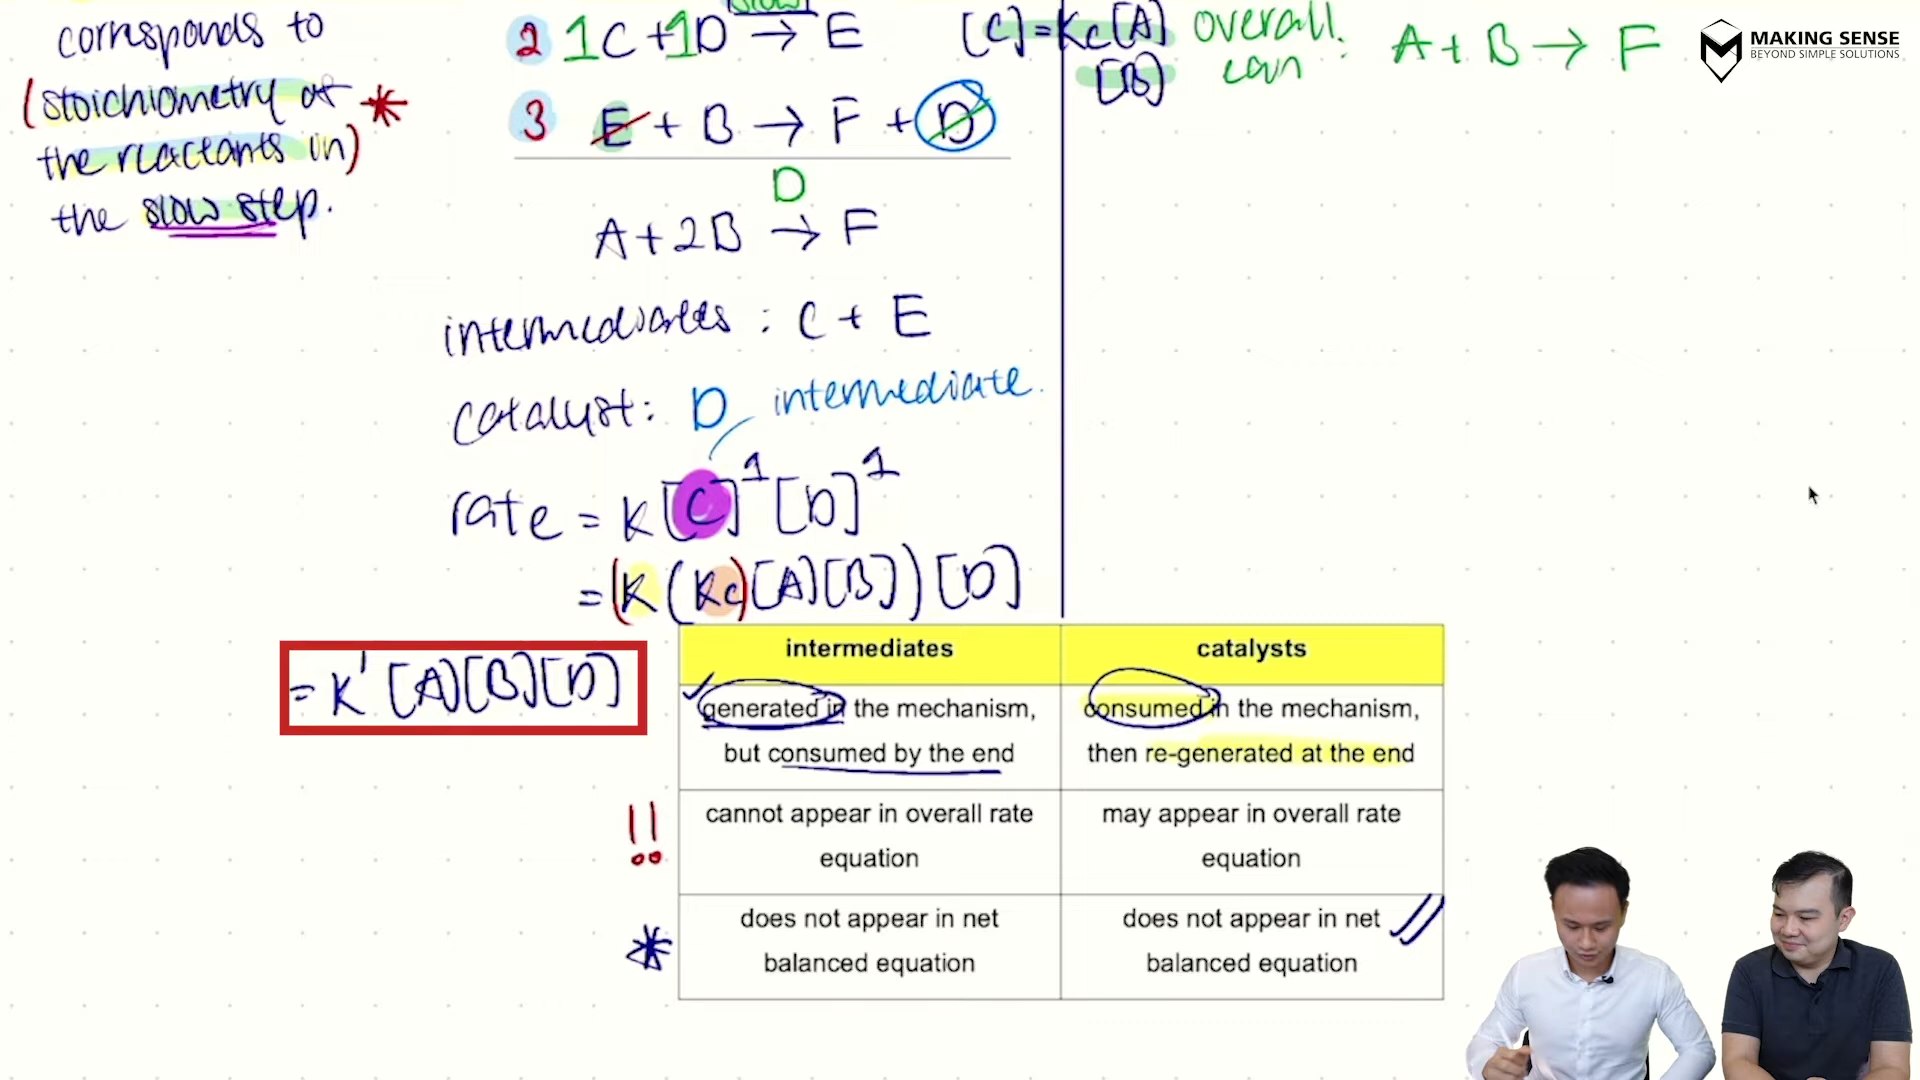 corresponds to
(stoichiometry of *
the reactants in)
the slow step.
2 1C + 1D → E
slow
3 E + B → F + D
D
A + 2B → F
intermediates : C + E
catalyst: D intermediate.
rate = K[C]¹[D]¹
= (K(Kc)[A][B])[D]
= K'[A][B][D]
[C] = Kc[A]
[B]
overall
eqn : A + B → F
MAKING SENSE
BEYOND SIMPLE SOLUTIONS
intermediates catalysts
generated in the mechanism, consumed in the mechanism,
but consumed by the end then re-generated at the end
!! cannot appear in overall rate may appear in overall rate
equation equation
* does not appear in net does not appear in net
balanced equation balanced equation